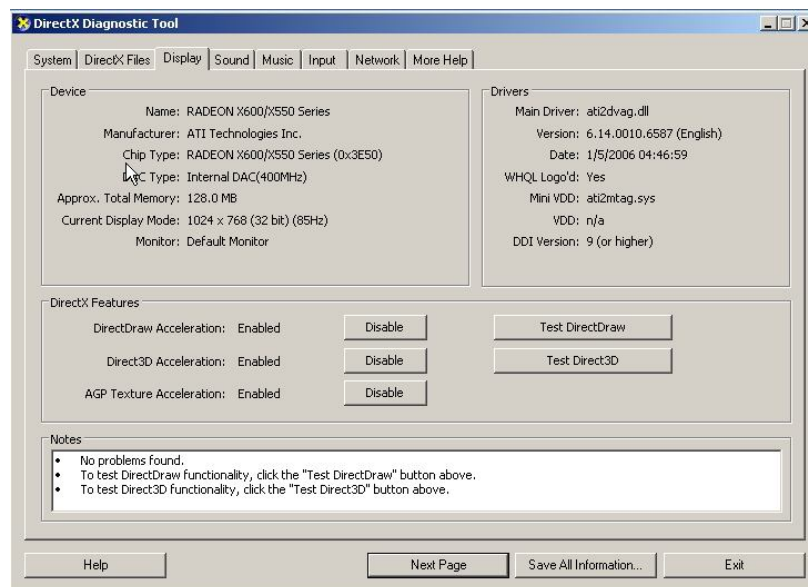 DirectX Diagnostic Tool
System DirectX Files Display Sound Music Input Network More Help
Device
Name: RADEON X600/X550 Series
Manufacturer: ATI Technologies Inc.
Chip Type: RADEON X600/X550 Series (0x3E50)
Type: Internal DAC(400MHz)
Approx. Total Memory: 128.0 MB
Current Display Mode: 1024 x 768 (32 bit) (85Hz)
Monitor: Default Monitor
Drivers
Main Driver: ati2dvag.dll
Version: 6.14.0010.6587 (English)
Date: 1/5/2006 04:46:59
WHQL Logo'd: Yes
Mini VDD: ati2mtag.sys
VDD: n/a
DDI Version: 9 (or higher)
DirectX Features
DirectDraw Acceleration: Enabled Disable Test DirectDraw
Direct3D Acceleration: Enabled Disable Test Direct3D
AGP Texture Acceleration: Enabled Disable
Notes
• No problems found.
• To test DirectDraw functionality, click the "Test DirectDraw" button above.
• To test Direct3D functionality, click the "Test Direct3D" button above.
Help Next Page Save All Information... Exit